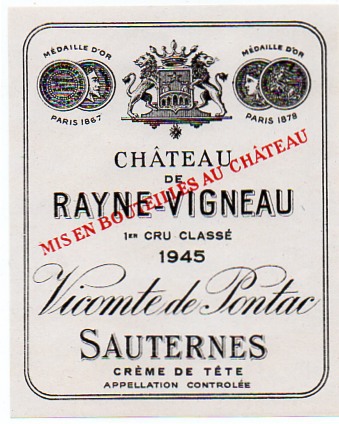 MÉDAILLE D'OR
MÉDAILLE D'OR
PARIS 1867
PARIS 1878
CHÂTEAU
DE
RAYNE-VIGNEAU
MIS EN BOUTEILLES AU CHÂTEAU
1ER CRU CLASSÉ
1945
Vicomte de Pontac
SAUTERNES
CRÈME DE TÊTE
APPELLATION CONTROLÉE